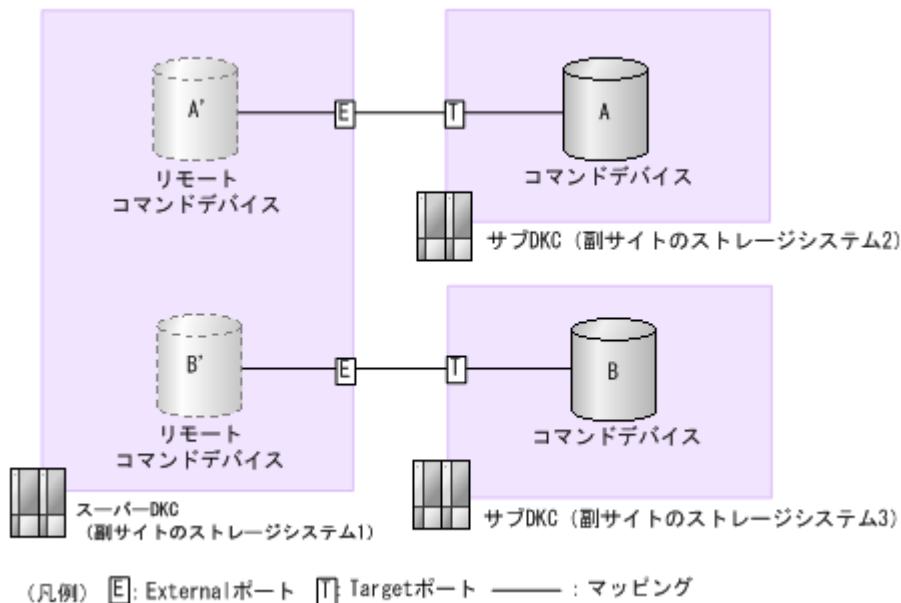 A'
E
T
A
リモート
コマンドデバイス
コマンドデバイス
サブDKC (副サイトのストレージシステム2)
B'
E
T
B
リモート
コマンドデバイス
コマンドデバイス
スーパーDKC
(副サイトのストレージシステム1)
サブDKC (副サイトのストレージシステム3)
(凡例) E: Externalポート T: Targetポート ―――: マッピング